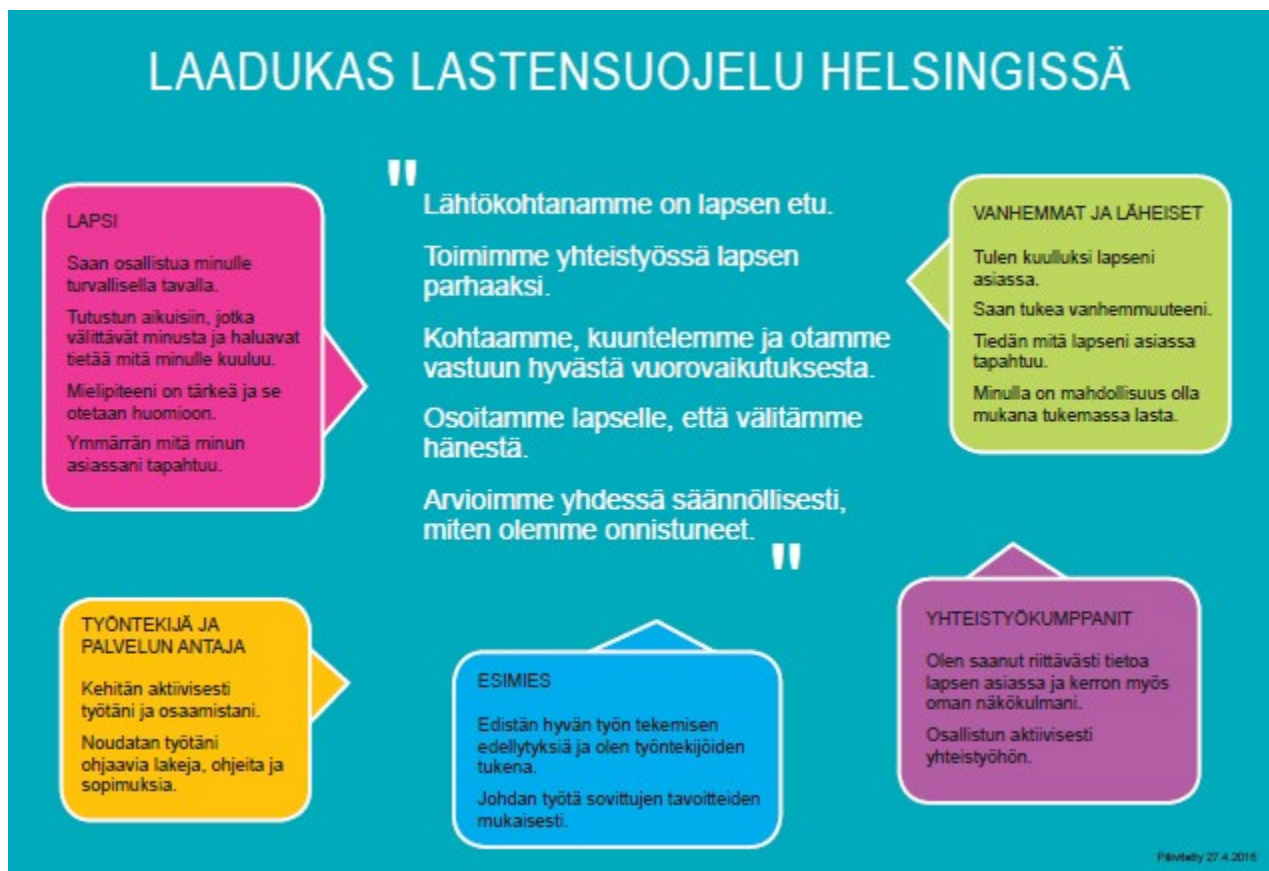 LAADUKAS LASTENSUOJELU HELSINGISSÄ
LAPSI
Saan osallistua minulle
turvallisella tavalla.
Tutustun aikuisiin, jotka
välittävät minusta ja haluavat
tietää mitä minulle kuuluu.
Mielipiteeni on tärkeä ja se
otetaan huomioon.
Ymmärrän mitä minun
asiassani tapahtuu.
"
Lähtökohtanamme on lapsen etu.
Toimimme yhteistyössä lapsen
parhaaksi.
Kohtaamme, kuuntelemme ja otamme
vastuun hyvästä vuorovaikutuksesta.
Osoitamme lapselle, että välitämme
hänestä.
Arvioimme yhdessä säännöllisesti,
miten olemme onnistuneet.
"
VANHEMMAT JA LÄHEISET
Tulen kuulluksi lapseni
asiassa.
Saan tukea vanhemmuuteeni.
Tiedän mitä lapseni asiassa
tapahtuu.
Minulla on mahdollisuus olla
mukana tukemassa lasta.
TYÖNTEKIJÄ JA
PALVELUN ANTAJA
Kehitän aktiivisesti
työtäni ja osaamistani.
Noudatan työtäni
ohjaavia lakeja, ohjeita ja
sopimuksia.
ESIMIES
Edistän hyvän työn tekemisen
edellytyksiä ja olen työntekijöiden
tukena.
Johdan työtä sovittujen tavoitteiden
mukaisesti.
YHTEISTYÖKUMPPANIT
Olen saanut riittävästi tietoa
lapsen asiassa ja kerron myös
oman näkökulmani.
Osallistun aktiivisesti
yhteistyöhön.
Päivitetty 27.4.2016